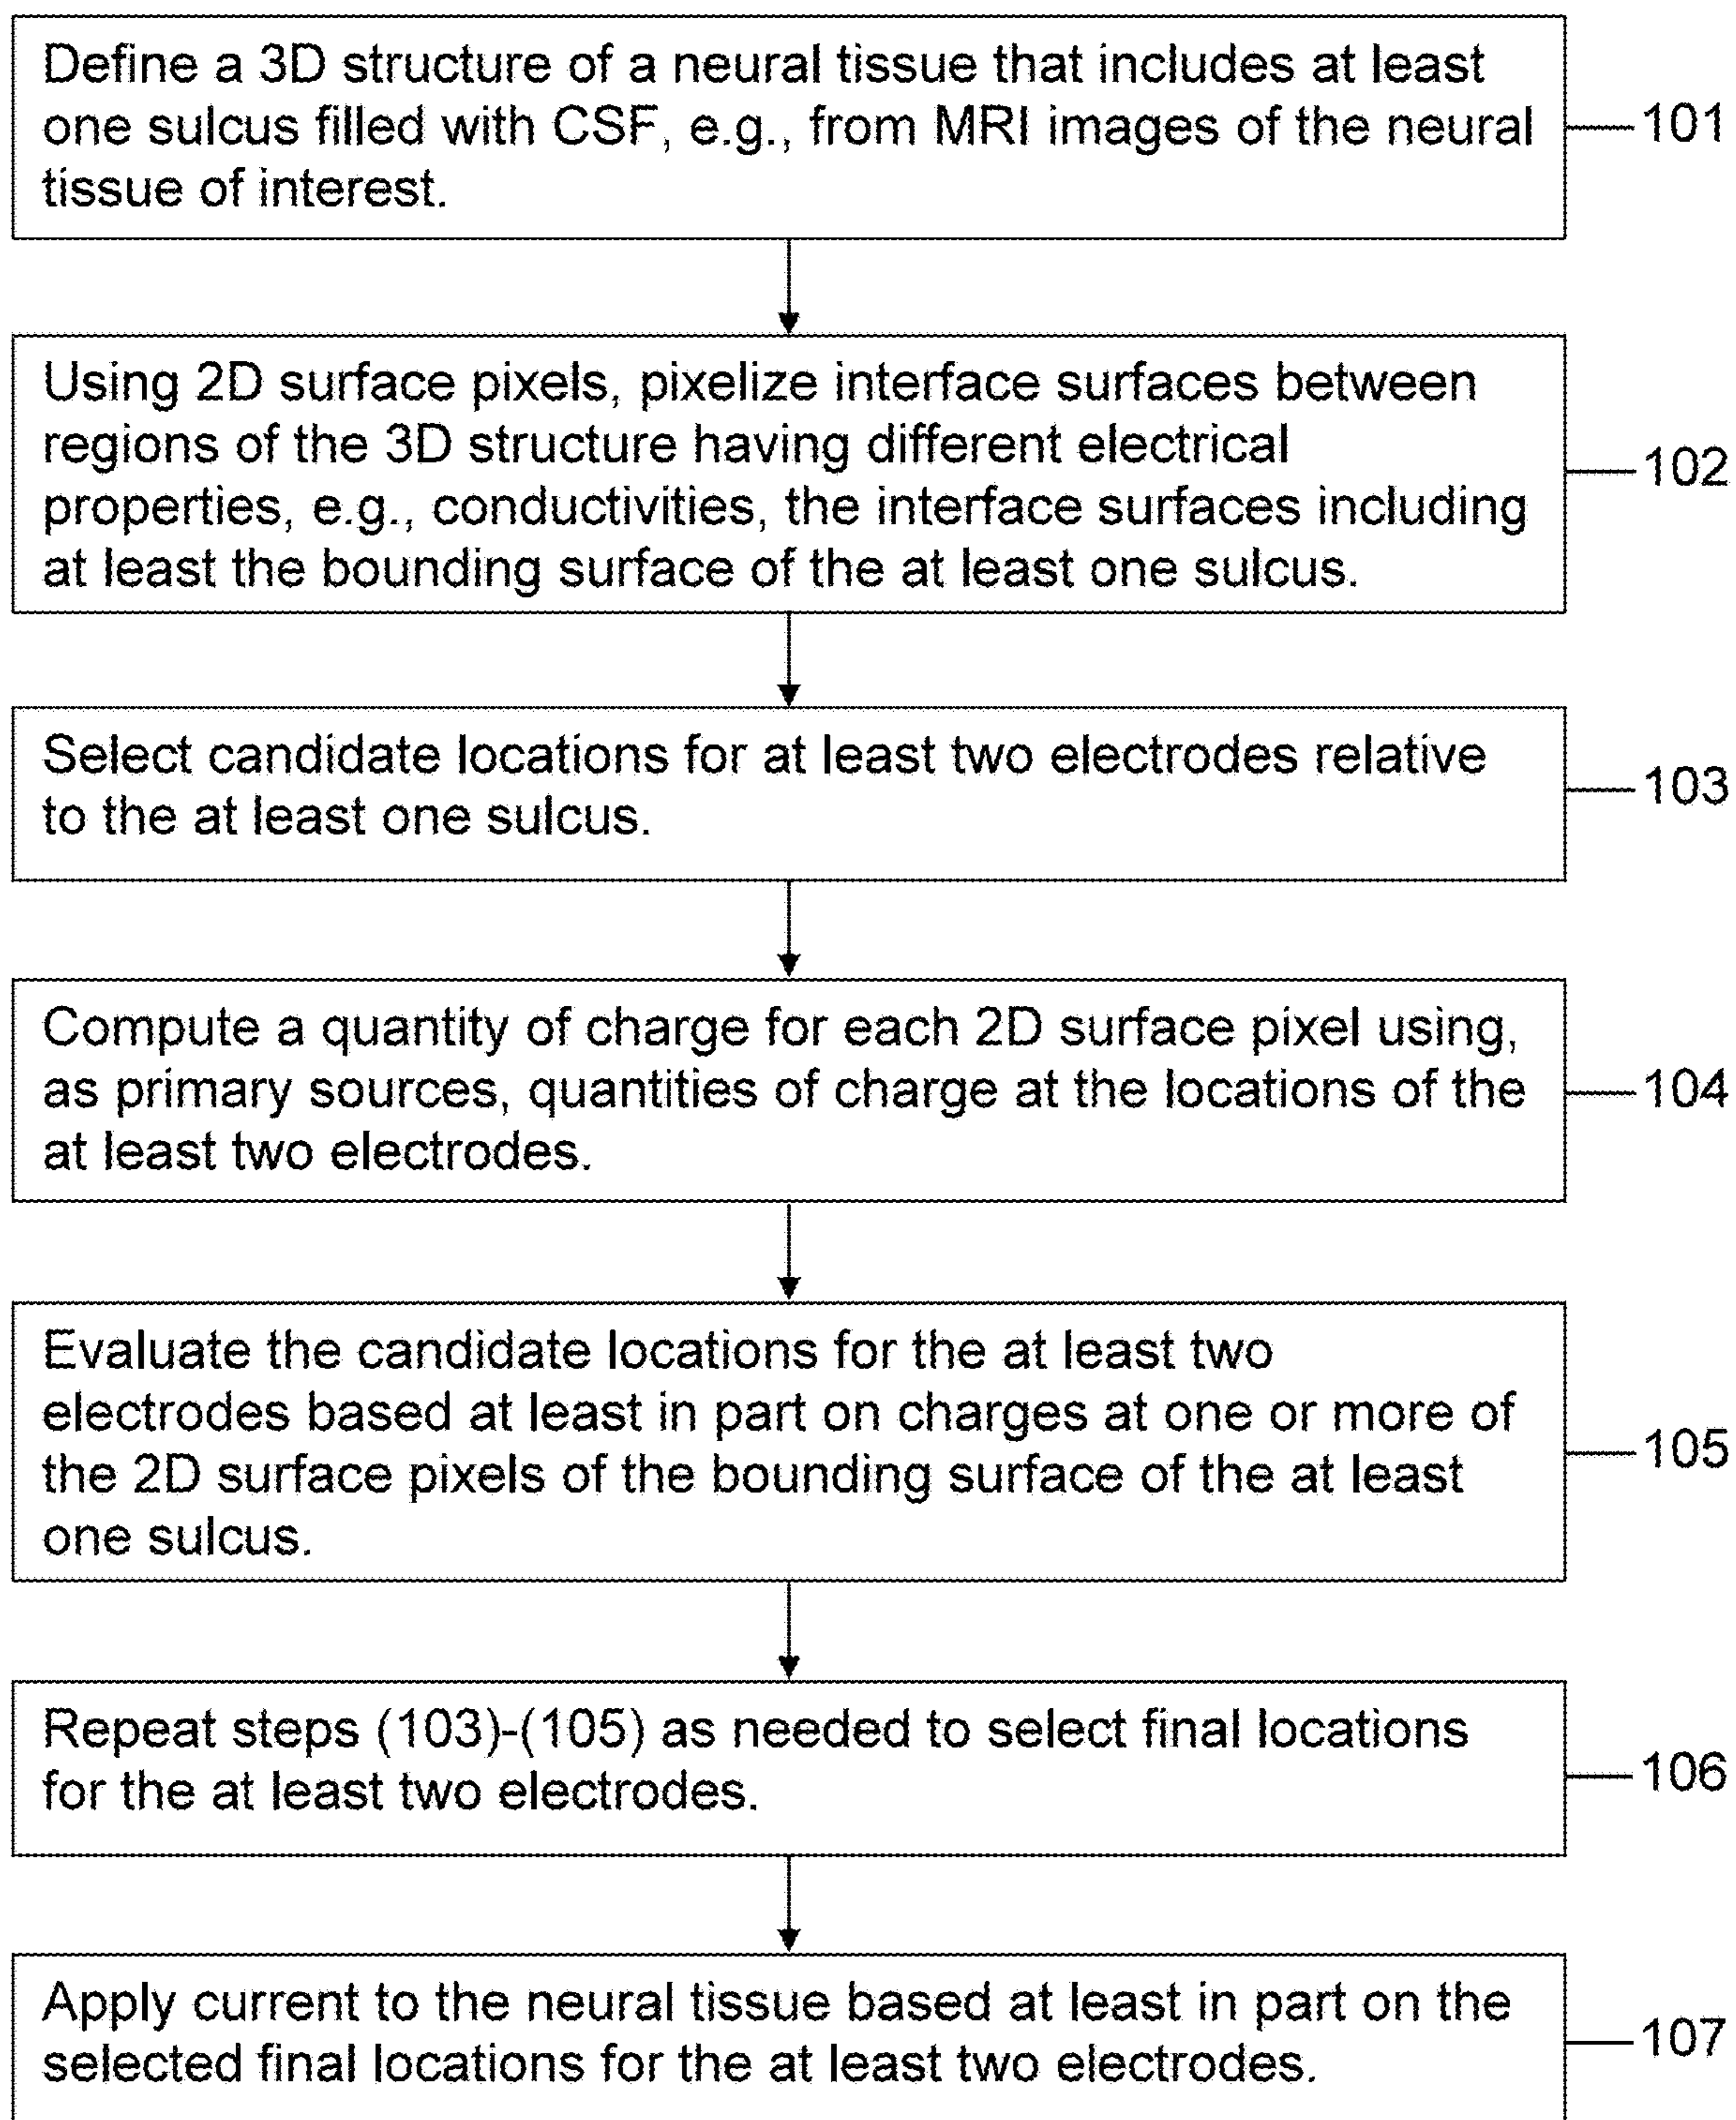 Define a 3D structure of a neural tissue that includes at least
one sulcus filled with CSF, e.g., from MRI images of the neural
tissue of interest.
101
Using 2D surface pixels, pixelize interface surfaces between
regions of the 3D structure having different electrical
properties, e.g., conductivities, the interface surfaces including
at least the bounding surface of the at least one sulcus.
102
Select candidate locations for at least two electrodes relative
to the at least one sulcus.
103
Compute a quantity of charge for each 2D surface pixel using,
as primary sources, quantities of charge at the locations of the
at least two electrodes.
104
Evaluate the candidate locations for the at least two
electrodes based at least in part on charges at one or more of
the 2D surface pixels of the bounding surface of the at least
one sulcus.
105
Repeat steps (103)-(105) as needed to select final locations
for the at least two electrodes.
106
Apply current to the neural tissue based at least in part on the
selected final locations for the at least two electrodes.
107